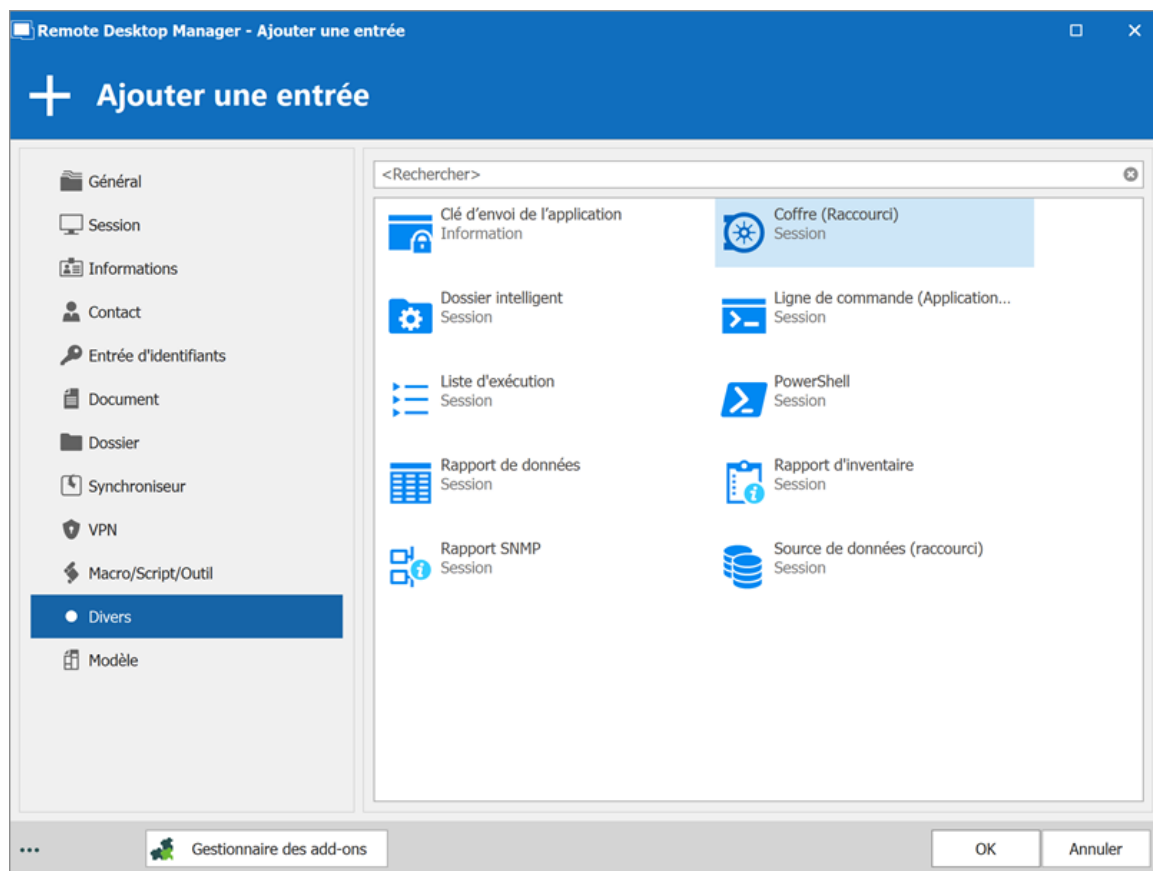 Remote Desktop Manager - Ajouter une entrée
Ajouter une entrée
Général
Session
Informations
Contact
Entrée d'identifiants
Document
Dossier
Synchroniseur
VPN
Macro/Script/Outil
Divers
Modèle
<Rechercher>
Clé d’envoi de l’application
Information
Coffre (Raccourci)
Session
Dossier intelligent
Session
Ligne de commande (Application...
Session
Liste d'exécution
Session
PowerShell
Session
Rapport de données
Session
Rapport d'inventaire
Session
Rapport SNMP
Session
Source de données (raccourci)
Session
Gestionnaire des add-ons
OK
Annuler